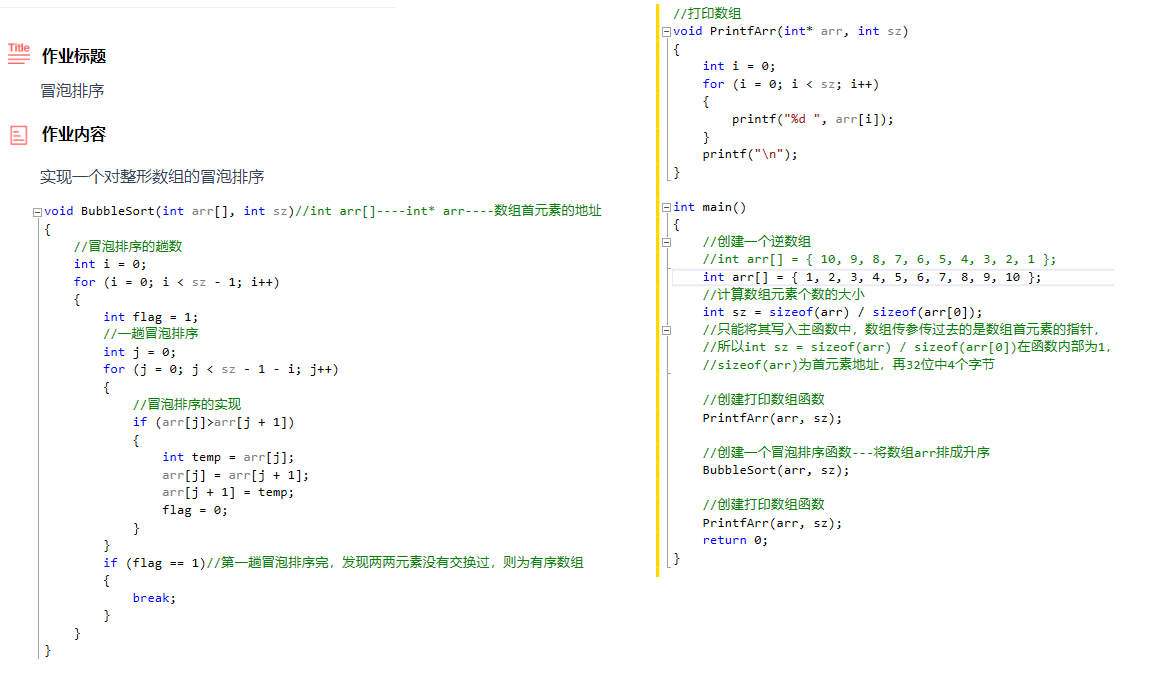 Title
作业标题
冒泡排序
作业内容
实现一个对整形数组的冒泡排序
void BubbleSort(int arr[], int sz)//int arr[]----int* arr----数组首元素的地址
{
//冒泡排序的趟数
int i = 0;
for (i = 0; i < sz - 1; i++)
{
int flag = 1;
//一趟冒泡排序
int j = 0;
for (j = 0; j < sz - 1 - i; j++)
{
//冒泡排序的实现
if (arr[j]>arr[j + 1])
{
int temp = arr[j];
arr[j] = arr[j + 1];
arr[j + 1] = temp;
flag = 0;
}
}
if (flag == 1)//第一趟冒泡排序完，发现两两元素没有交换过，则为有序数组
{
break;
}
}
}
//打印数组
void PrintfArr(int* arr, int sz)
{
int i = 0;
for (i = 0; i < sz; i++)
{
printf("%d ", arr[i]);
}
printf("\n");
}
int main()
{
//创建一个逆数组
//int arr[] = { 10, 9, 8, 7, 6, 5, 4, 3, 2, 1 };
int arr[] = { 1, 2, 3, 4, 5, 6, 7, 8, 9, 10 };
//计算数组元素个数的大小
int sz = sizeof(arr) / sizeof(arr[0]);
//只能将其写入主函数中，数组传参传过去的是数组首元素的指针，
//所以int sz = sizeof(arr) / sizeof(arr[0])在函数内部为1，
//sizeof(arr)为首元素地址，再32位中4个字节
//创建打印数组函数
PrintfArr(arr, sz);
//创建一个冒泡排序函数---将数组arr排成升序
BubbleSort(arr, sz);
//创建打印数组函数
PrintfArr(arr, sz);
return 0;
}